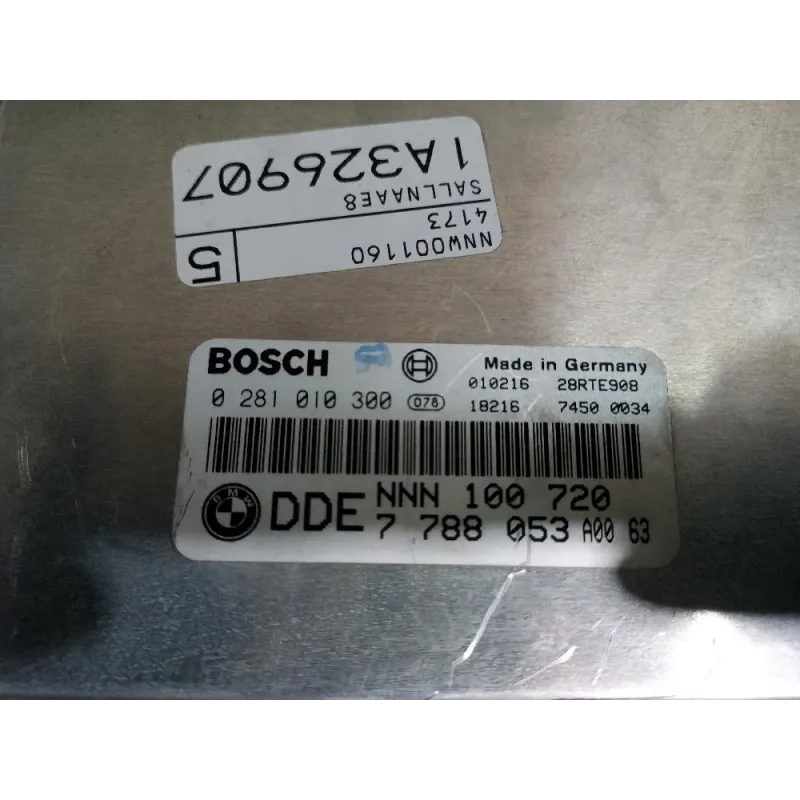 1A326907
SALLNAAE8
4173
NNW001160
5
BOSCH Made in Germany
010216 28RTE908
0 281 010 300 078 18216 7450 0034
BMW DDE NNN 100 720
7 788 053 A00 63